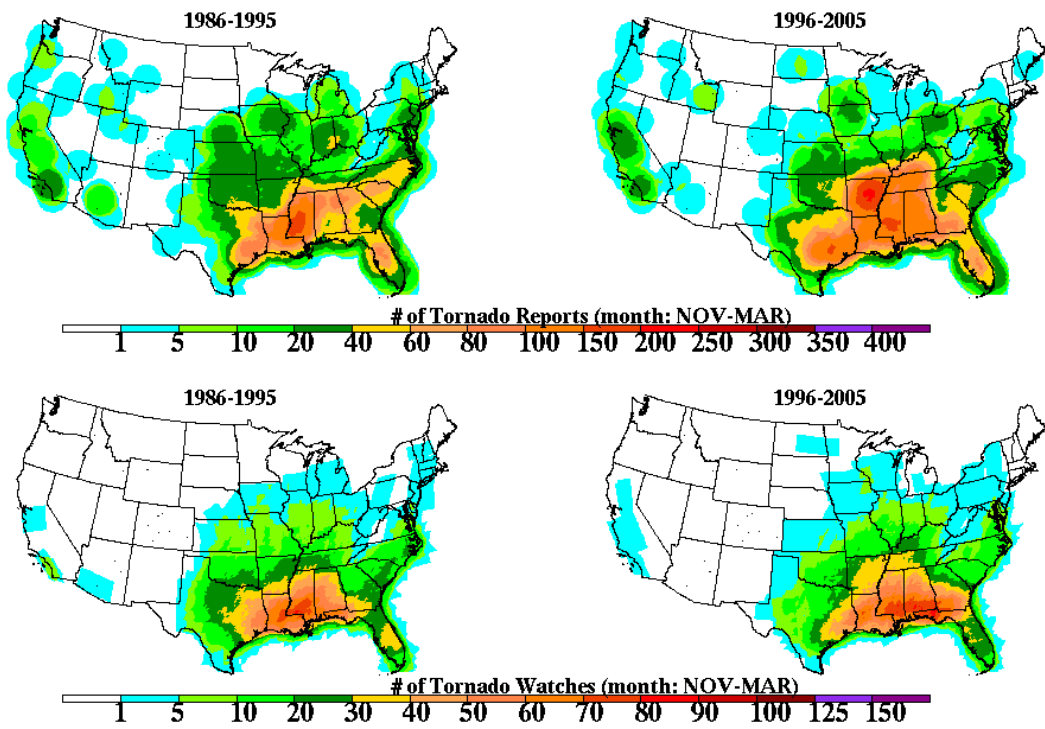 1986-1995 1996-2005
# of Tornado Reports (month: NOV-MAR)
1 5 10 20 40 60 80 100 150 200 250 300 350 400
1986-1995 1996-2005
# of Tornado Watches (month: NOV-MAR)
1 5 10 20 30 40 50 60 70 80 90 100 125 150